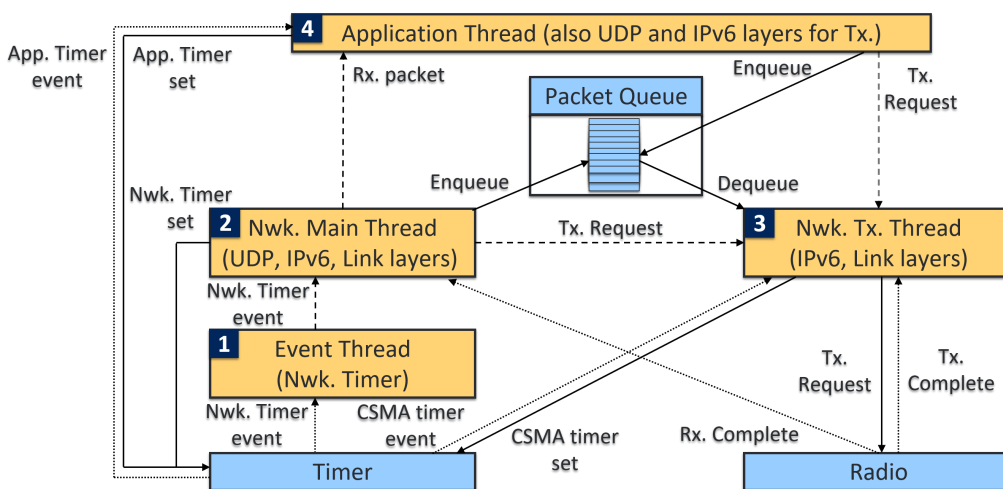 4
Application Thread (also UDP and IPv6 layers for Tx.)
App. Timer
event
App. Timer
set
Rx. packet
Enqueue
Tx.
Request
Packet Queue
Enqueue
Dequeue
Nwk. Timer
set
2
Nwk. Main Thread
(UDP, IPv6, Link layers)
Tx. Request
3
Nwk. Tx. Thread
(IPv6, Link layers)
Nwk. Timer
event
1
Event Thread
(Nwk. Timer)
Tx.
Request
Tx.
Complete
Nwk. Timer
event
CSMA timer
event
CSMA timer
set
Rx. Complete
Timer
Radio